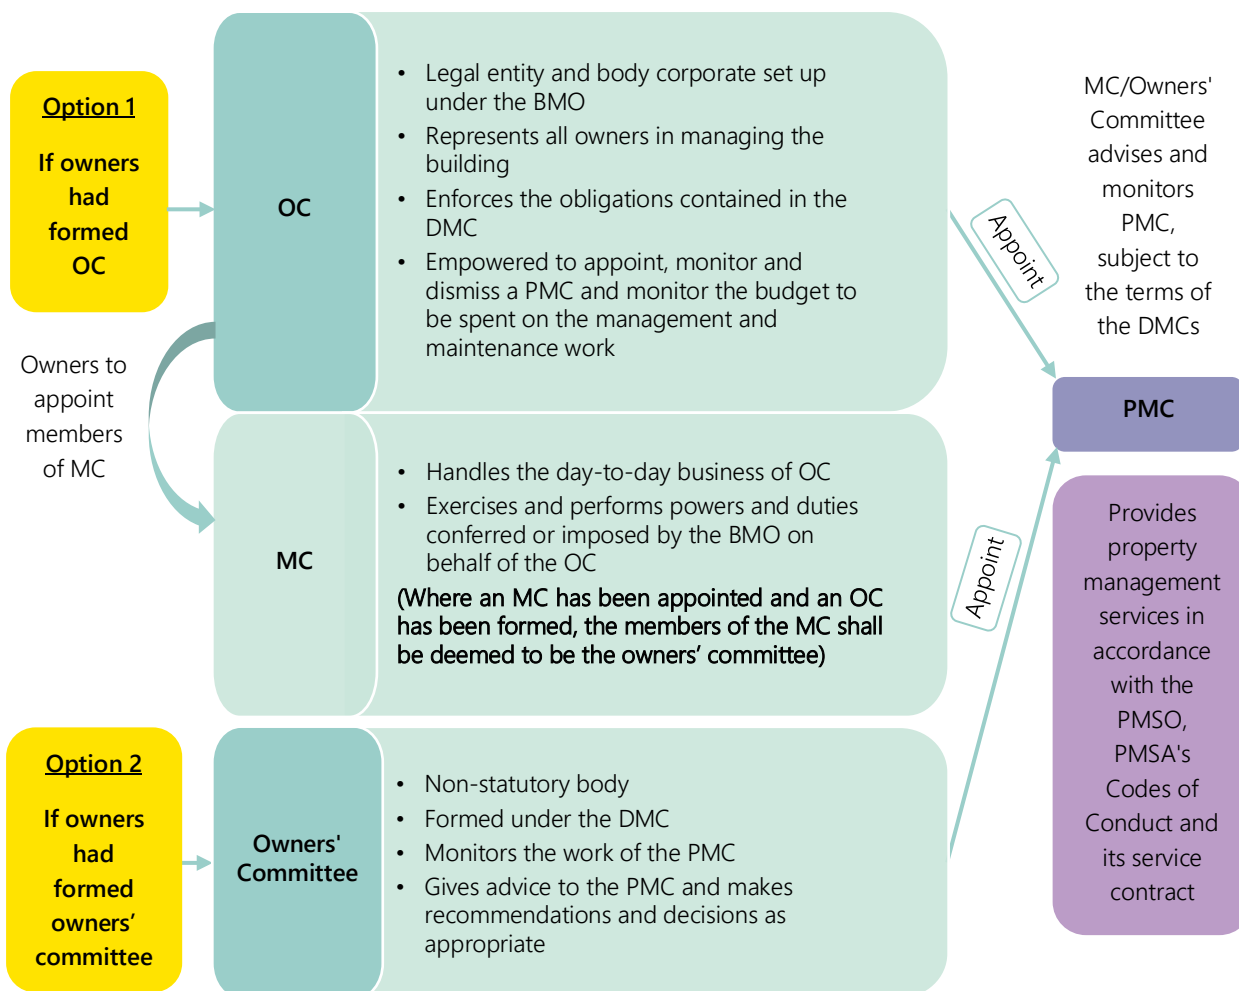 Option 1
If owners
had
formed
OC
OC
• Legal entity and body corporate set up
under the BMO
• Represents all owners in managing the
building
• Enforces the obligations contained in the
DMC
• Empowered to appoint, monitor and
dismiss a PMC and monitor the budget to
be spent on the management and
maintenance work
Owners to
appoint
members
of MC
MC
• Handles the day-to-day business of OC
• Exercises and performs powers and duties
conferred or imposed by the BMO on
behalf of the OC
(Where an MC has been appointed and an OC
has been formed, the members of the MC shall
be deemed to be the owners’ committee)
Option 2
If owners
had
formed
owners’
committee
Owners'
Committee
• Non-statutory body
• Formed under the DMC
• Monitors the work of the PMC
• Gives advice to the PMC and makes
recommendations and decisions as
appropriate
Appoint
Appoint
MC/Owners'
Committee
advises and
monitors
PMC,
subject to
the terms of
the DMCs
PMC
Provides
property
management
services in
accordance
with the
PMSO,
PMSA's
Codes of
Conduct and
its service
contract